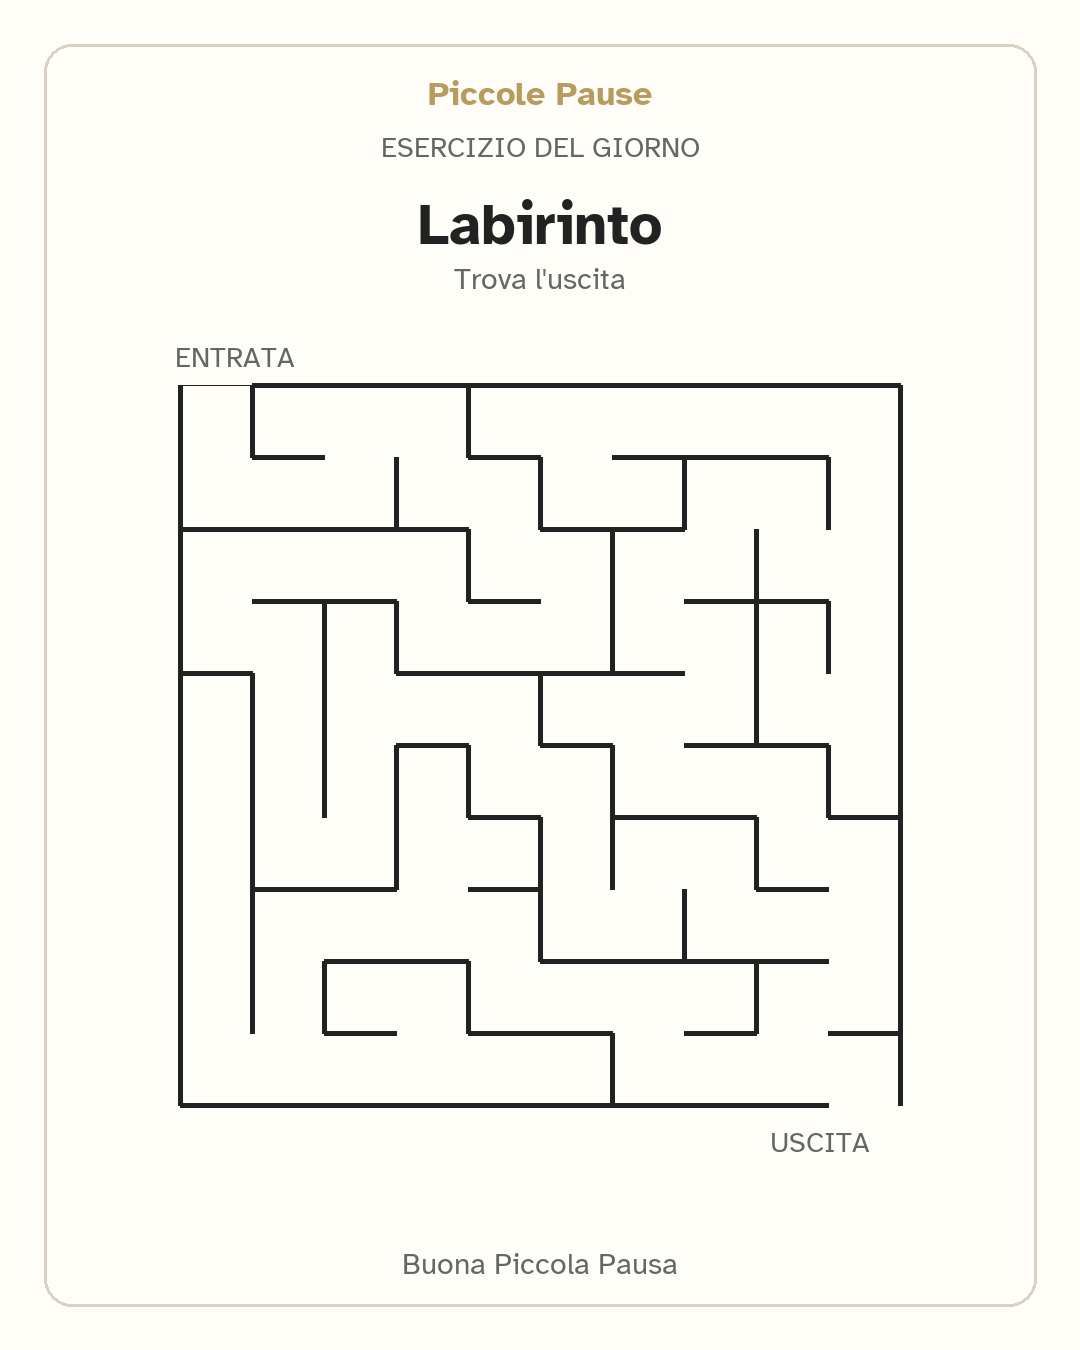 Piccole Pause
ESERCIZIO DEL GIORNO
Labirinto
Trova l'uscita
ENTRATA
USCITA
Buona Piccola Pausa